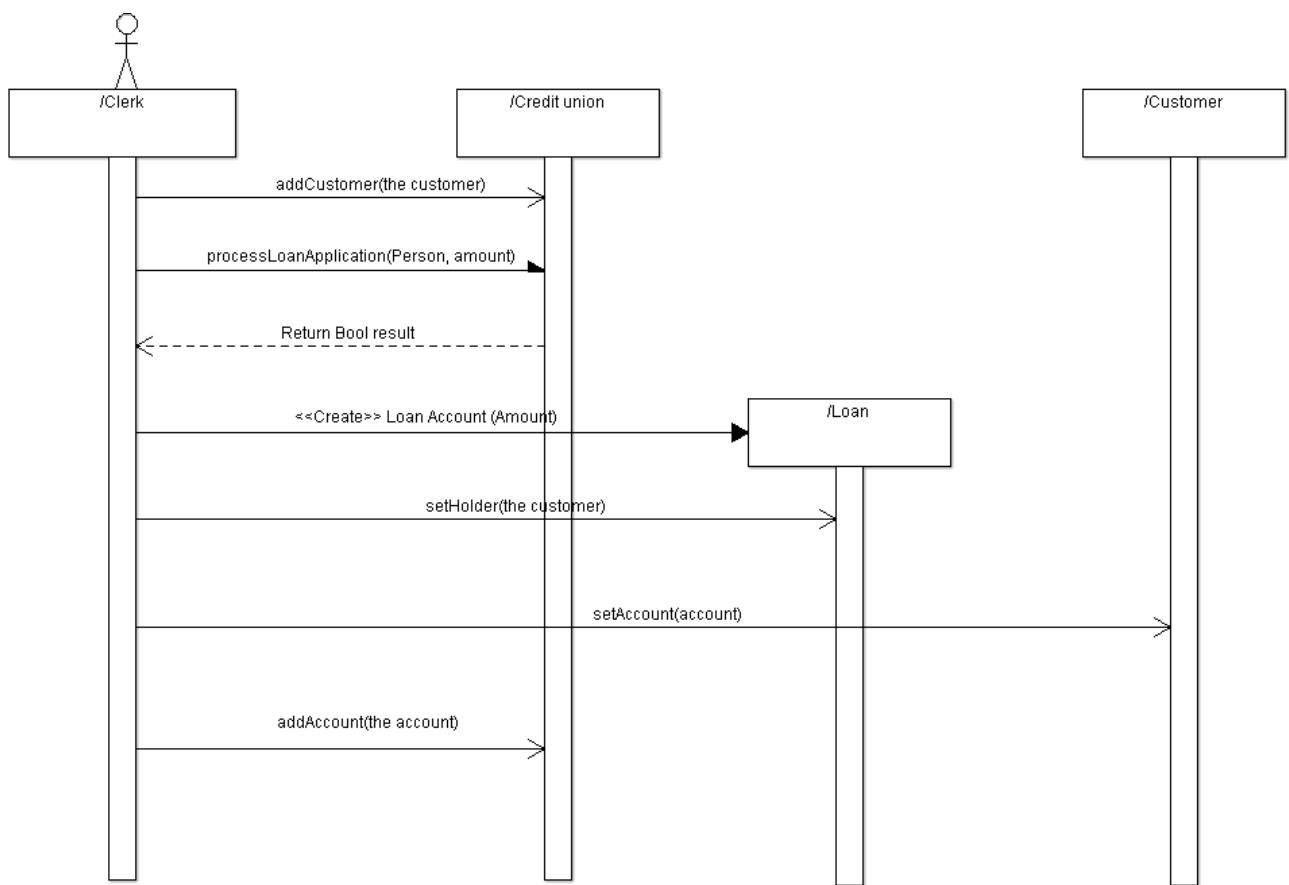 /Clerk
/Credit union
/Customer
addCustomer(the customer)
processLoanApplication(Person, amount)
Return Bool result
<<Create>> Loan Account (Amount)
/Loan
setHolder(the customer)
setAccount(account)
addAccount(the account)